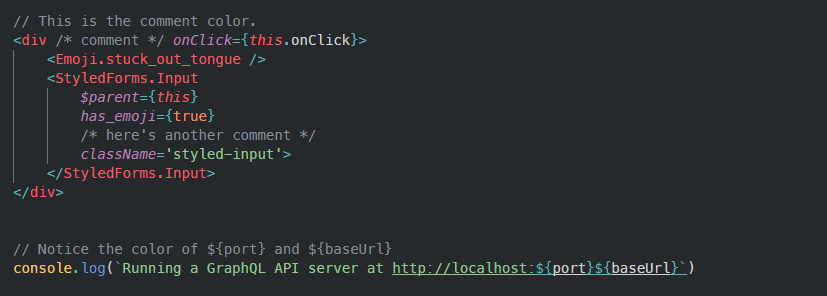 // This is the comment color.
<div /* comment */ onClick={this.onClick}>
    <Emoji.stuck_out_tongue />
    <StyledForms.Input
        $parent={this}
        has_emoji={true}
        /* here's another comment */
        className='styled-input'>
    </StyledForms.Input>
</div>
// Notice the color of ${port} and ${baseUrl}
console.log(`Running a GraphQL API server at http://localhost:${port}${baseUrl}`)